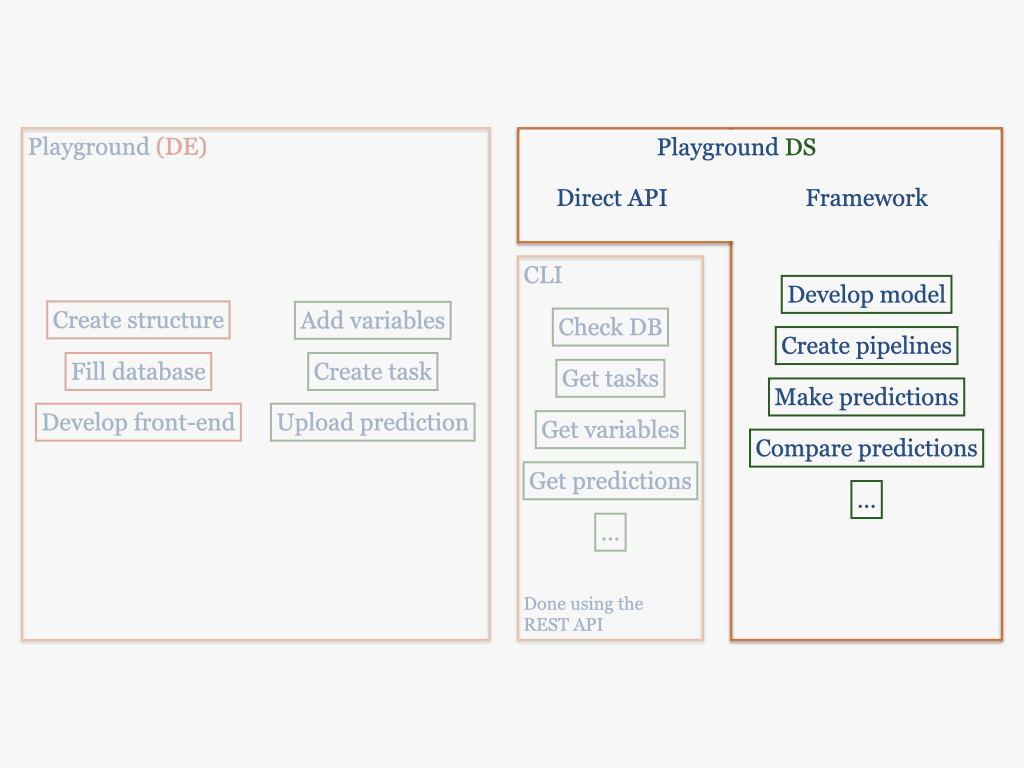 Playground (DE)
Create structure
Fill database
Develop front-end
Add variables
Create task
Upload prediction
Playground DS
Direct API
Framework
CLI
Check DB
Get tasks
Get variables
Get predictions
...
Done using the
REST API
Develop model
Create pipelines
Make predictions
Compare predictions
...